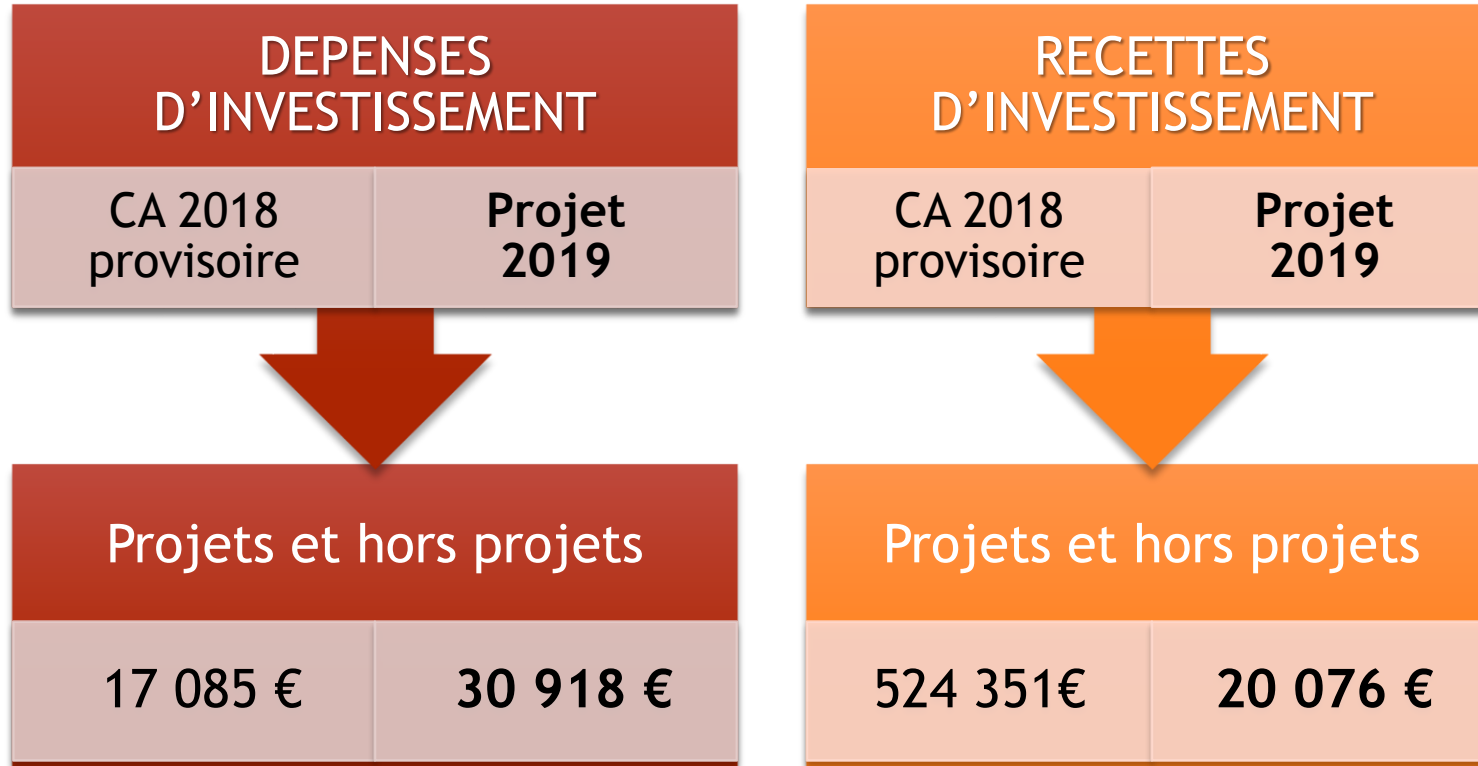 DEPENSES
D’INVESTISSEMENT
CA 2018
provisoire
Projet
2019
Projets et hors projets
17 085 €
30 918 €
RECETTES
D’INVESTISSEMENT
CA 2018
provisoire
Projet
2019
Projets et hors projets
524 351€
20 076 €